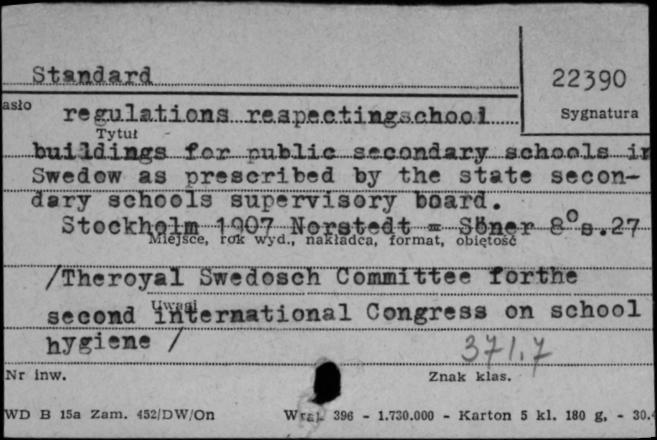 Standard
22390
asło
regulations respectingschool
Sygnatura
Tytuł
buildings for public secondary schools in
Swedow as prescribed by the state secon-
dary schools supervisory board.
Stockholm 1907 Norstedt = Söner 8°s.27
Miejsce, rok wyd., nakładca, format, objętość
/Theroyal Swedosch Committee forthe
Uwagi
second international Congress on school
hygiene /
371.7
Nr inw.
Znak klas.
WD B 15a Zam. 452/DW/On
396 - 1.730.000 - Karton 5 kl. 180 g, - 30.